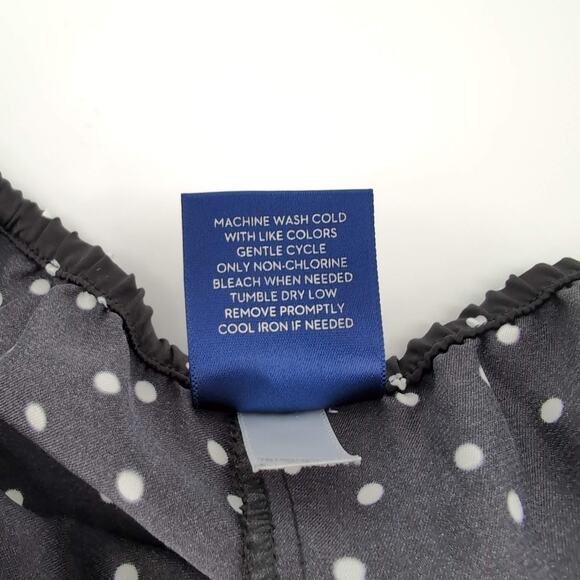 MACHINE WASH COLD
WITH LIKE COLORS
GENTLE CYCLE
ONLY NON-CHLORINE
BLEACH WHEN NEEDED
TUMBLE DRY LOW
REMOVE PROMPTLY
COOL IRON IF NEEDED